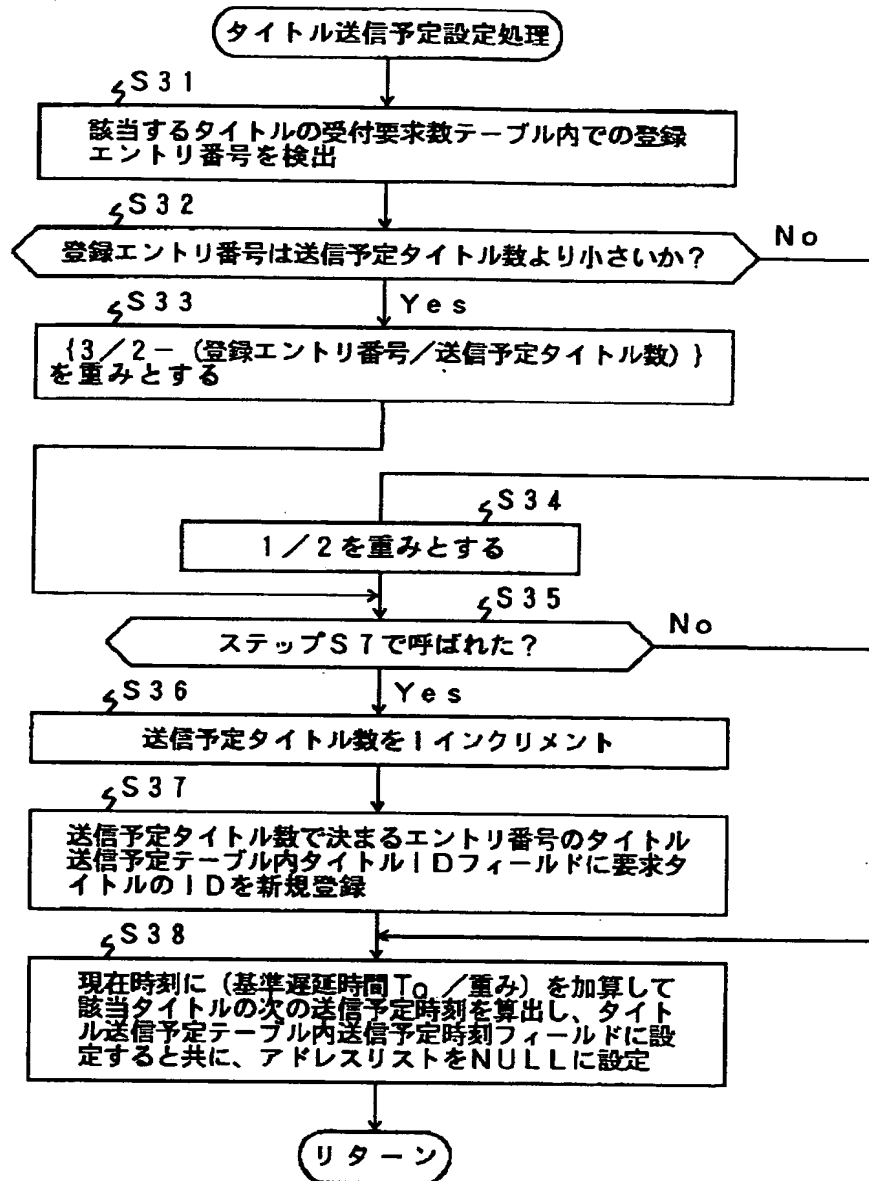 タイトル送信予定設定処理
S31
該当するタイトルの受付要求数テーブル内での登録
エントリ番号を検出
S32
登録エントリ番号は送信予定タイトル数より小さいか？
No
S33
Yes
{3／2－（登録エントリ番号／送信予定タイトル数）}
を重みとする
S34
1／2を重みとする
S35
ステップS7で呼ばれた？
No
S36
Yes
送信予定タイトル数を1インクリメント
S37
送信予定タイトル数で決まるエントリ番号のタイトル
送信予定テーブル内タイトルIDフィールドに要求タ
イトルのIDを新規登録
S38
現在時刻に（基準遅延時間T0／重み）を加算して
該当タイトルの次の送信予定時刻を算出し、タイト
ル送信予定テーブル内送信予定時刻フィールドに設
定すると共に、アドレスリストをNULLに設定
リターン